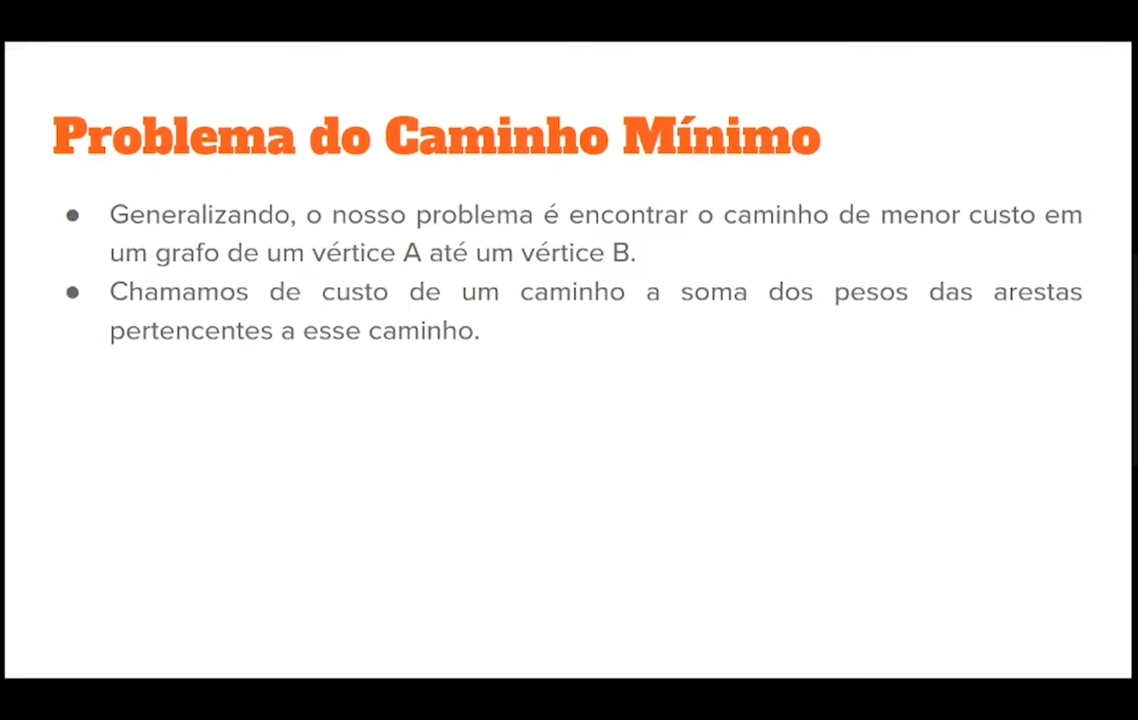 Problema do Caminho Mínimo
● Generalizando, o nosso problema é encontrar o caminho de menor custo em
um grafo de um vértice A até um vértice B.
● Chamamos de custo de um caminho a soma dos pesos das arestas
pertencentes a esse caminho.